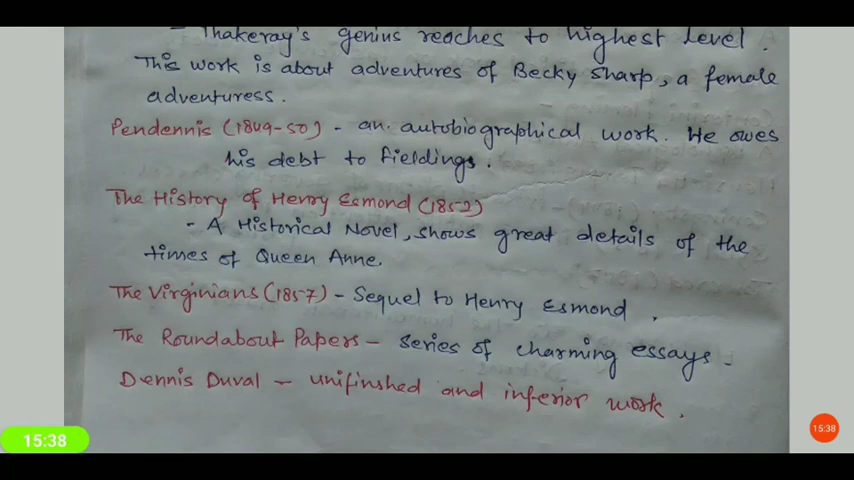 - Thakeray's genius reaches to highest Level.
This work is about adventures of Becky Sharp, a female
adventuress.
Pendennis (1849-50) - an autobiographical work. He owes
his debt to fieldings.
The History of Henry Esmond (1852)
- A Historical Novel, shows great details of the
times of Queen Anne.
The Virginians (1857) - Sequel to Henry Esmond.
The Roundabout Papers - series of charming essays -
Dennis Duval - unifinshed and inferior work.
15:38
15:38